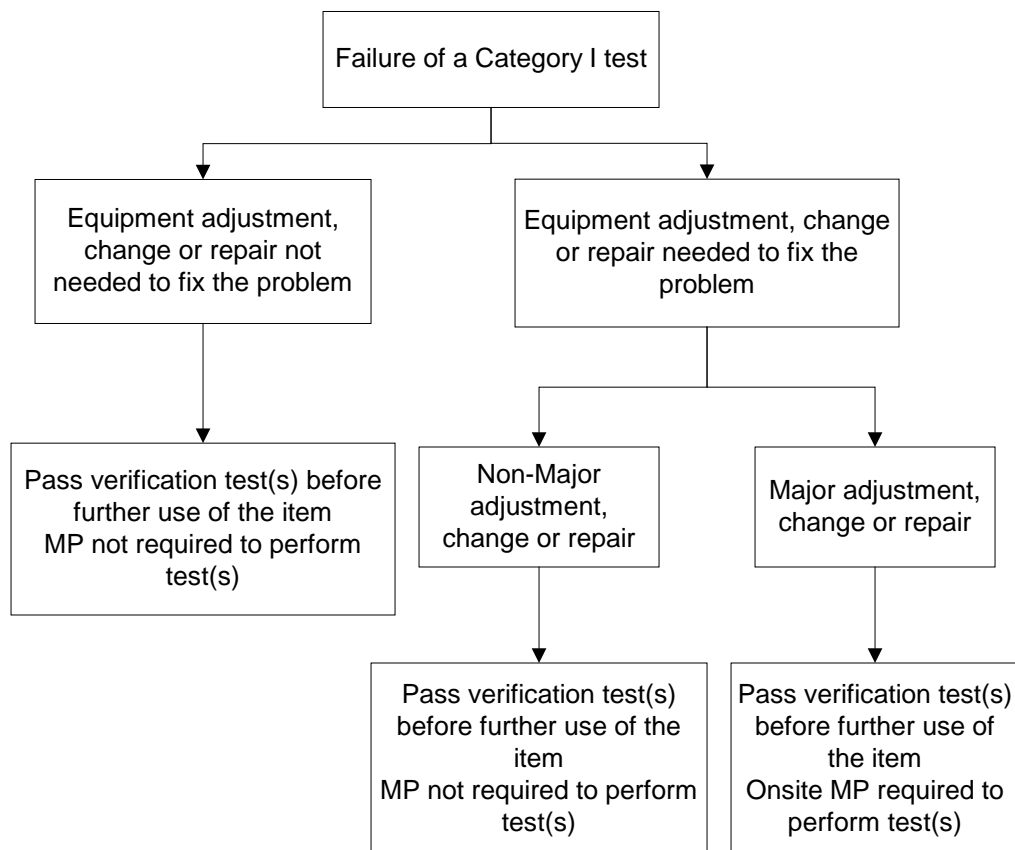 Failure of a Category I test
Equipment adjustment,
change or repair not
needed to fix the problem
Equipment adjustment, change
or repair needed to fix the
problem
Pass verification test(s) before
further use of the item
MP not required to perform
test(s)
Non-Major
adjustment,
change or repair
Major adjustment,
change or repair
Pass verification test(s)
before further use of the
item
MP not required to perform
test(s)
Pass verification test(s)
before further use of
the item
Onsite MP required to
perform test(s)